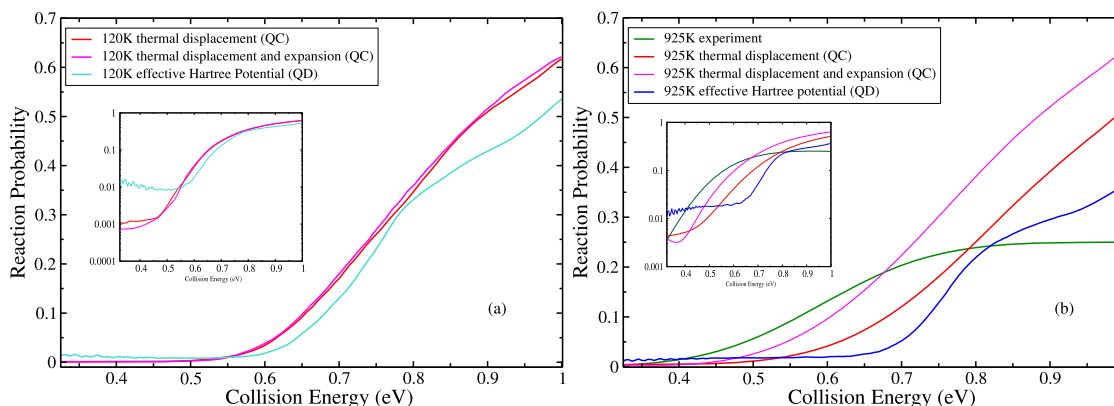 0.7
0.6
0.5
0.4
0.3
0.2
0.1
0
Reaction Probability
120K thermal displacement (QC)
120K thermal displacement and expansion (QC)
120K effective Hartree Potential (QD)
1
0.1
0.01
0.001
0.0001
0.4 0.5 0.6 0.7 0.8 0.9 1
Collision Energy (eV)
(a)
0.4 0.5 0.6 0.7 0.8 0.9 1
Collision Energy (eV)
0.7
0.6
0.5
0.4
0.3
0.2
0.1
0
Reaction Probability
925K experiment
925K thermal displacement (QC)
925K thermal displacement and expansion (QC)
925K effective Hartree potential (QD)
1
0.1
0.01
0.001
0.4 0.5 0.6 0.7 0.8 0.9 1
Collision Energy (eV)
(b)
0.4 0.5 0.6 0.7 0.8 0.9
Collision Energy (eV)